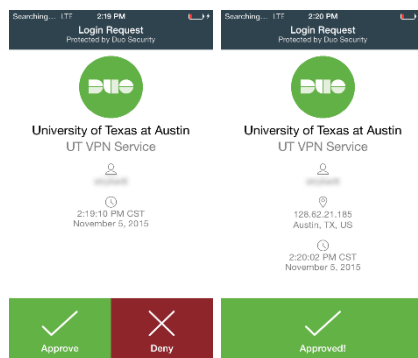 Searching... LTE 2:19 PM
Login Request
Protected by Duo Security
DUO
University of Texas at Austin
UT VPN Service
2:19:10 PM CST
November 5, 2015
Approve
Deny
Searching... LTE 2:20 PM
Login Request
Protected by Duo Security
DUO
University of Texas at Austin
UT VPN Service
128.62.21.185
Austin, TX, US
2:20:02 PM CST
November 5, 2015
Approved!